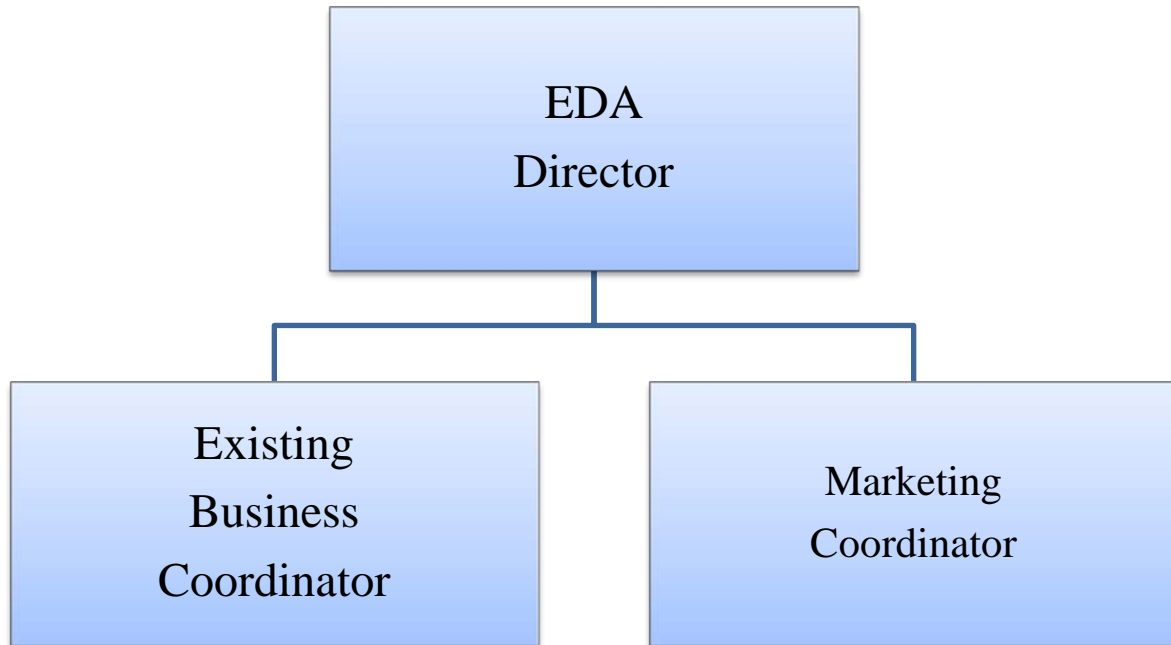 EDA
Director
Existing
Business
Coordinator
Marketing
Coordinator